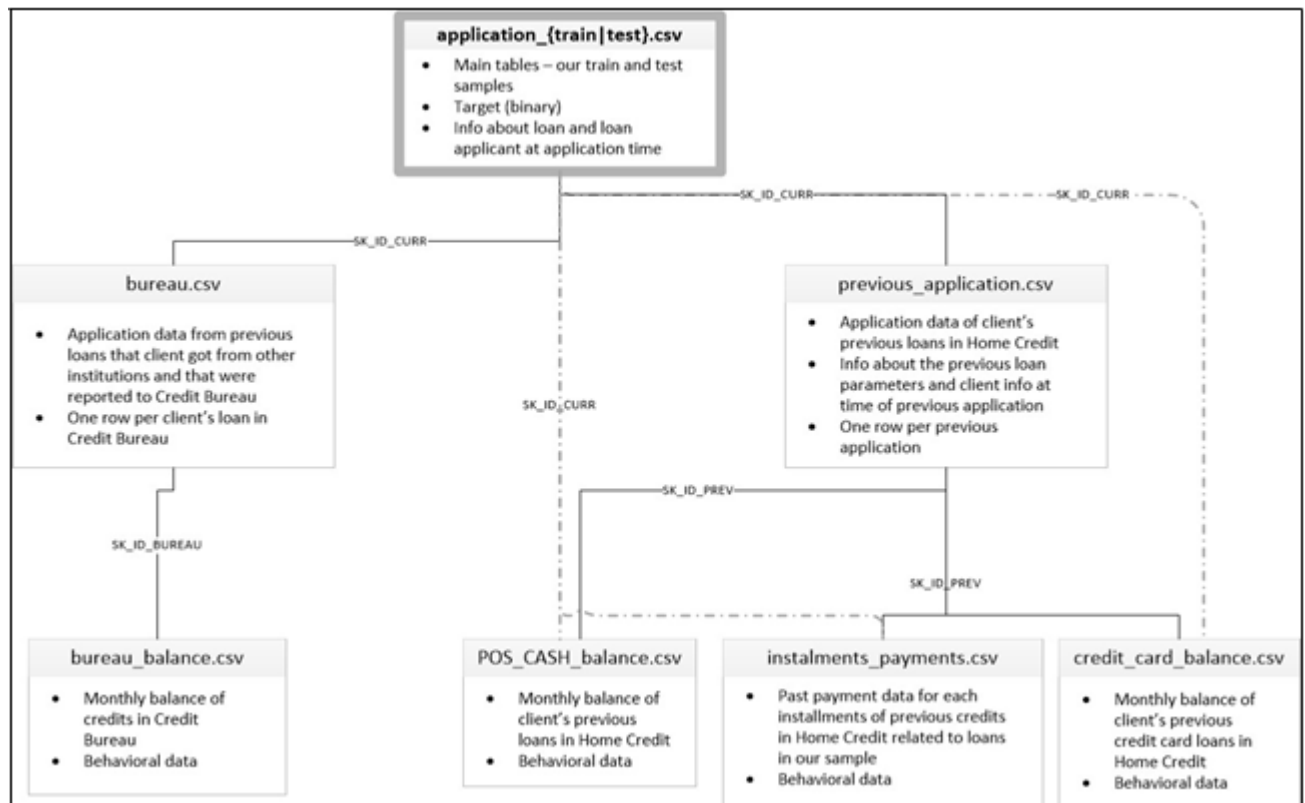 application_{train|test}.csv
• Main tables – our train and test
samples
• Target (binary)
• Info about loan and loan
applicant at application time
SK_ID_CURR
SK_ID_CURR
SK_ID_CURR
bureau.csv
• Application data from previous
loans that client got from other
institutions and that were
reported to Credit Bureau
• One row per client's loan in
Credit Bureau
previous_application.csv
• Application data of client's
previous loans in Home Credit
• Info about the previous loan
parameters and client info at
time of previous application
• One row per previous
application
SK_ID_CURR
SK_ID_PREV
SK_ID_BUREAU
SK_ID_PREV
bureau_balance.csv
• Monthly balance of
credits in Credit
Bureau
• Behavioral data
POS_CASH_balance.csv
• Monthly balance of
client's previous
loans in Home Credit
• Behavioral data
instalments_payments.csv
• Past payment data for each
installments of previous credits
in Home Credit related to loans
in our sample
• Behavioral data
credit_card_balance.csv
• Monthly balance of
client's previous
credit card loans in
Home Credit
• Behavioral data